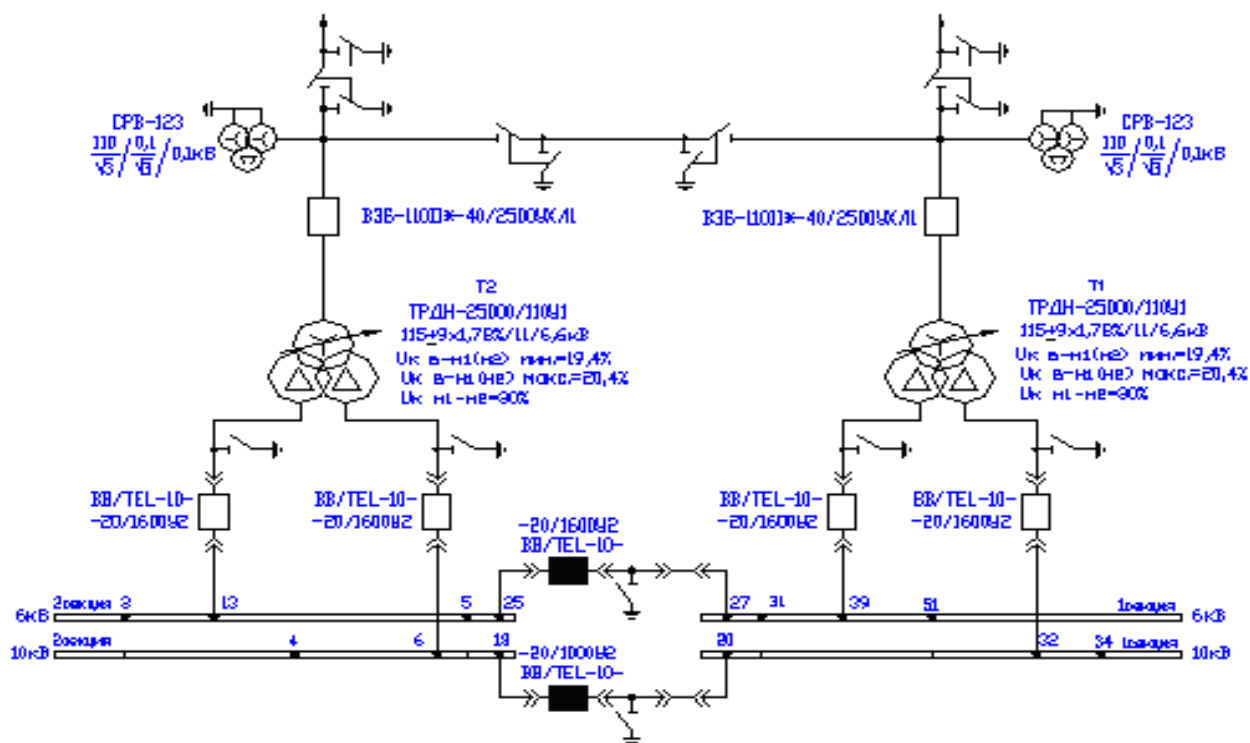 СРВ-123
110/√3/0,1/√3/0,1кВ
СРВ-123
110/√3/0,1/√3/0,1кВ
ВЭБ-110П*-40/2500УХЛ1
ВЭБ-110П*-40/2500УХЛ1
Т2
ТРДН-25000/110У1
115±9х1,78%/11/6,6кВ
Uк в-н1(н2) мин.=19,4%
Uк в-н1(н2) макс.=20,4%
Uк н1-н2=30%
Т1
ТРДН-25000/110У1
115±9х1,78%/11/6,6кВ
Uк в-н1(н2) мин.=19,4%
Uк в-н1(н2) макс.=20,4%
Uк н1-н2=30%
ВВ/TEL-10-
-20/1600У2
ВВ/TEL-10-
-20/1600У2
ВВ/TEL-10-
-20/1600У2
ВВ/TEL-10-
-20/1600У2
-20/1600У2
ВВ/TEL-10-
6кВ 2секция 3 13 5 25
27 31 39 51 1секция 6кВ
10кВ 2секция 4 6 19
20 32 34 1секция 10кВ
-20/1000У2
ВВ/TEL-10-